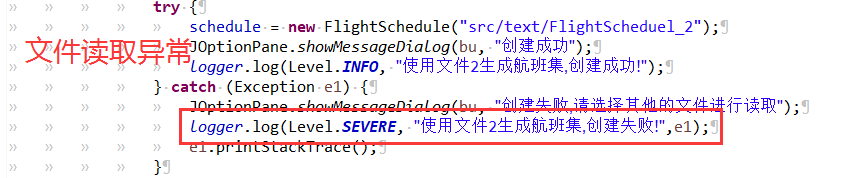 try {
schedule = new FlightSchedule("src/text/FlightScheduel_2");
文件读取异常
JOptionPane.showMessageDialog(bu, "创建成功");
logger.log(Level.INFO, "使用文件2生成航班集,创建成功!");
} catch (Exception e1) {
JOptionPane.showMessageDialog(bu, "创建失败,请选择其他的文件进行读取");
logger.log(Level.SEVERE, "使用文件2生成航班集,创建失败!",e1);
e1.printStackTrace();
}